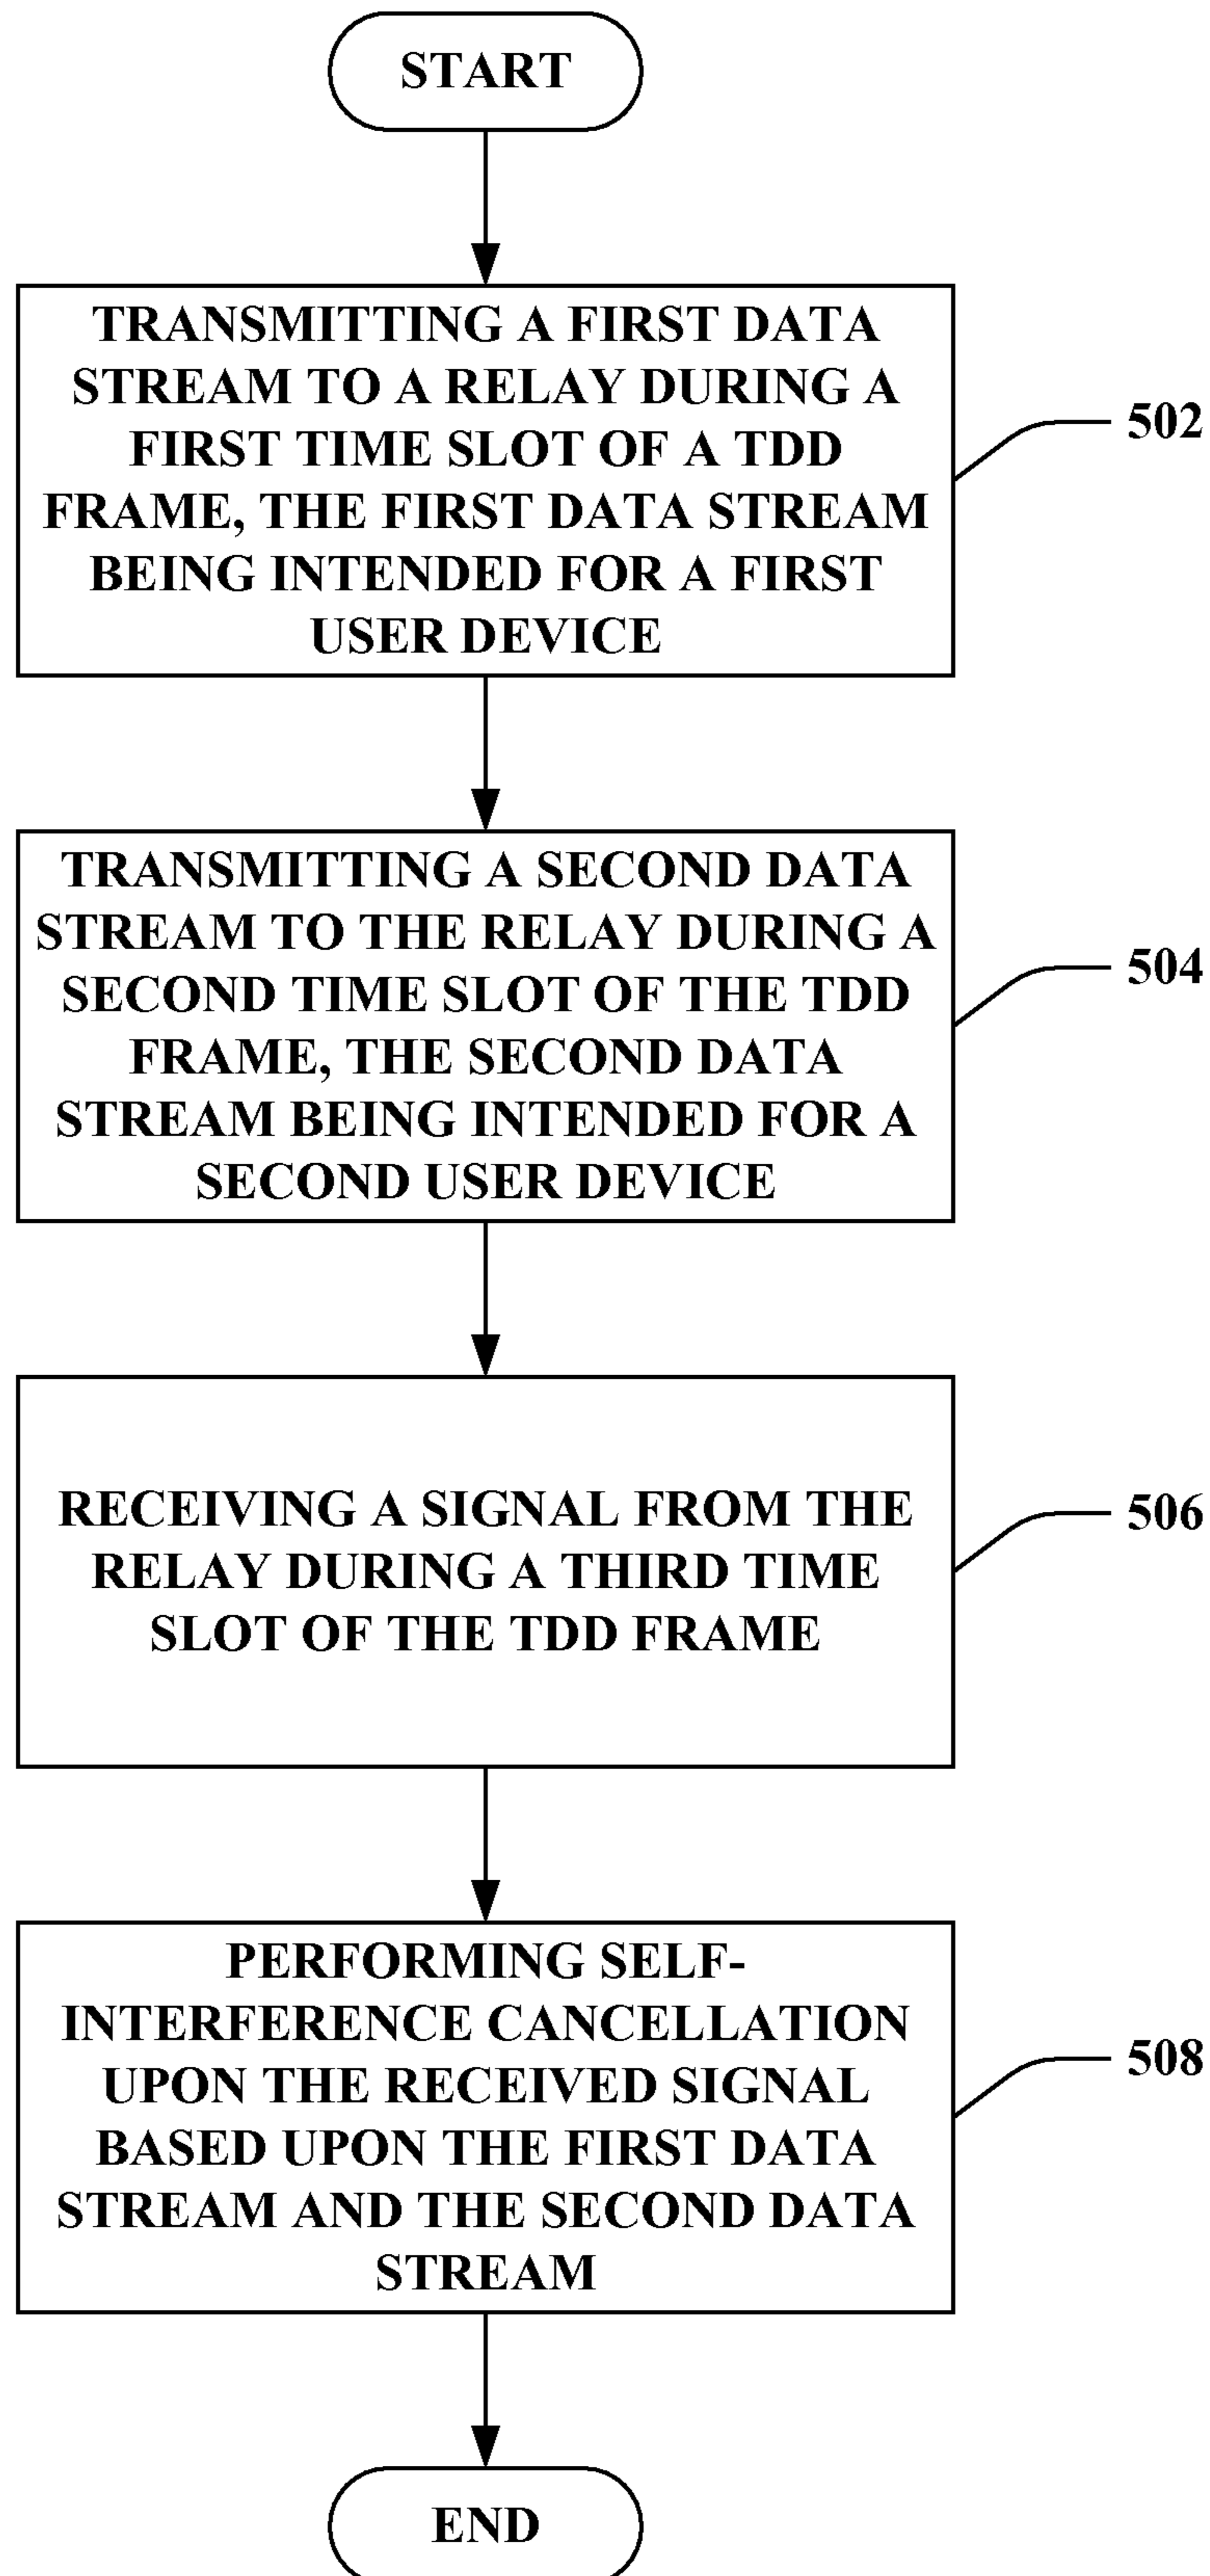 START
TRANSMITTING A FIRST DATA
STREAM TO A RELAY DURING A
FIRST TIME SLOT OF A TDD
FRAME, THE FIRST DATA STREAM
BEING INTENDED FOR A FIRST
USER DEVICE
502
TRANSMITTING A SECOND DATA
STREAM TO THE RELAY DURING A
SECOND TIME SLOT OF THE TDD
FRAME, THE SECOND DATA
STREAM BEING INTENDED FOR A
SECOND USER DEVICE
504
RECEIVING A SIGNAL FROM THE
RELAY DURING A THIRD TIME
SLOT OF THE TDD FRAME
506
PERFORMING SELF-
INTERFERENCE CANCELLATION
UPON THE RECEIVED SIGNAL
BASED UPON THE FIRST DATA
STREAM AND THE SECOND DATA
STREAM
508
END